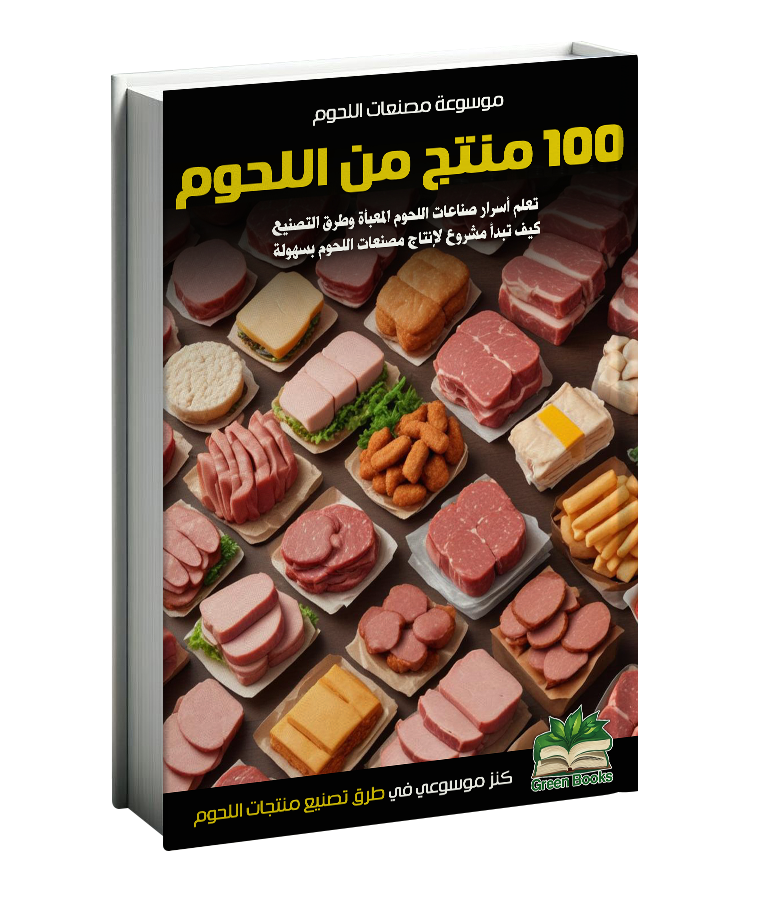 موسوعة مصنعات اللحوم
100 منتج من اللحوم
تعلم أسرار صناعات اللحوم المعبأة وطرق التصنيع
كيف تبدأ مشروع لإنتاج مصنعات اللحوم بسهولة
كنز موسوعي في طرق تصنيع منتجات اللحوم
Green Books